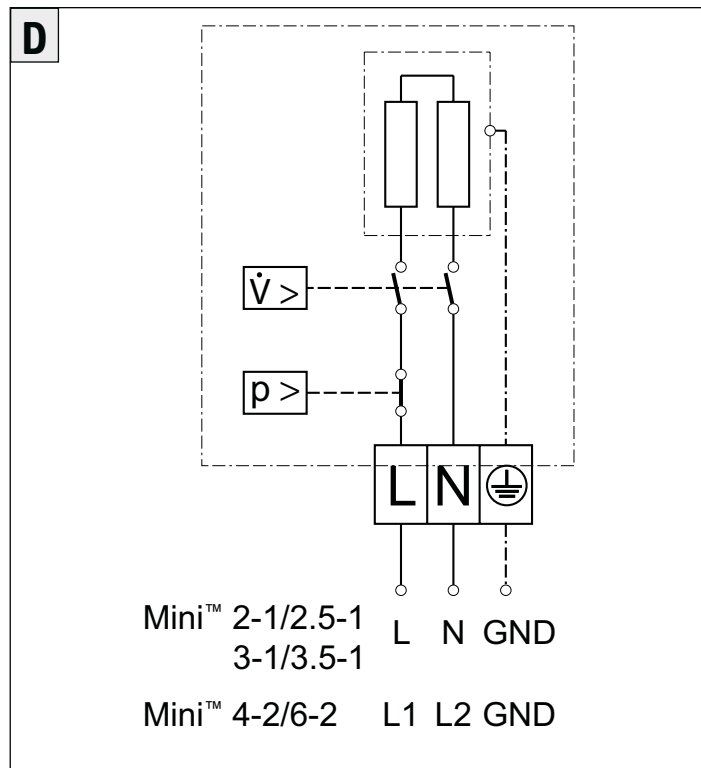 D
V̇ >
p >
L N
Mini™ 2-1/2.5-1 L N GND
3-1/3.5-1
Mini™ 4-2/6-2 L1 L2 GND